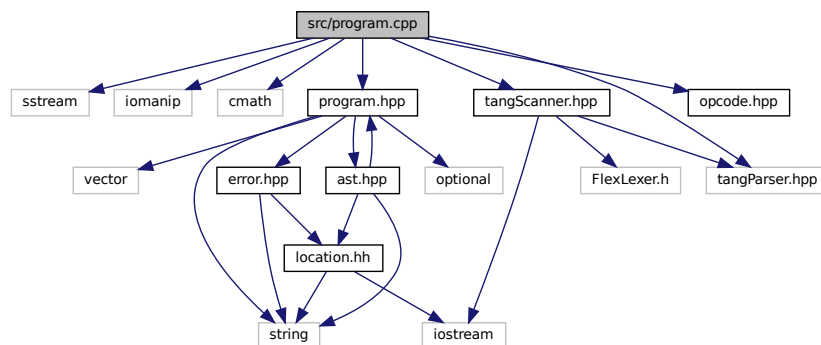 src/program.cpp
sstream
iomanip
cmath
program.hpp
tangScanner.hpp
opcode.hpp
vector
error.hpp
ast.hpp
optional
FlexLexer.h
tangParser.hpp
location.hh
string
iostream